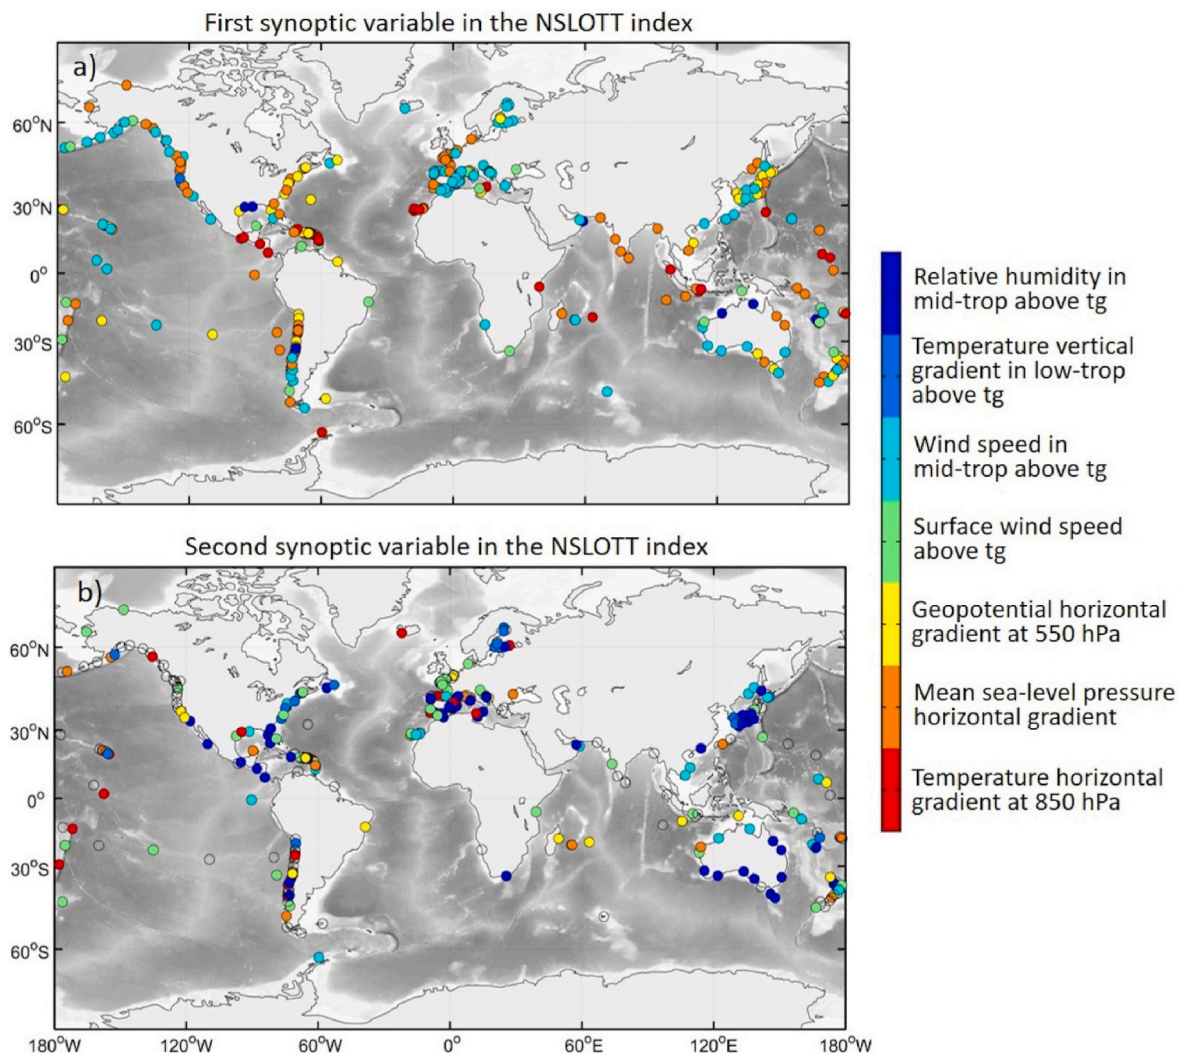 First synoptic variable in the NSLOTT index
a)
60°N
30°N
0°
30°S
60°S
Second synoptic variable in the NSLOTT index
b)
60°N
30°N
0°
30°S
60°S
180°W
120°W
60°W
0°
60°E
120°E
180°W
Relative humidity in
mid-trop above tg
Temperature vertical
gradient in low-trop
above tg
Wind speed in
mid-trop above tg
Surface wind speed
above tg
Geopotential horizontal
gradient at 550 hPa
Mean sea-level pressure
horizontal gradient
Temperature horizontal
gradient at 850 hPa